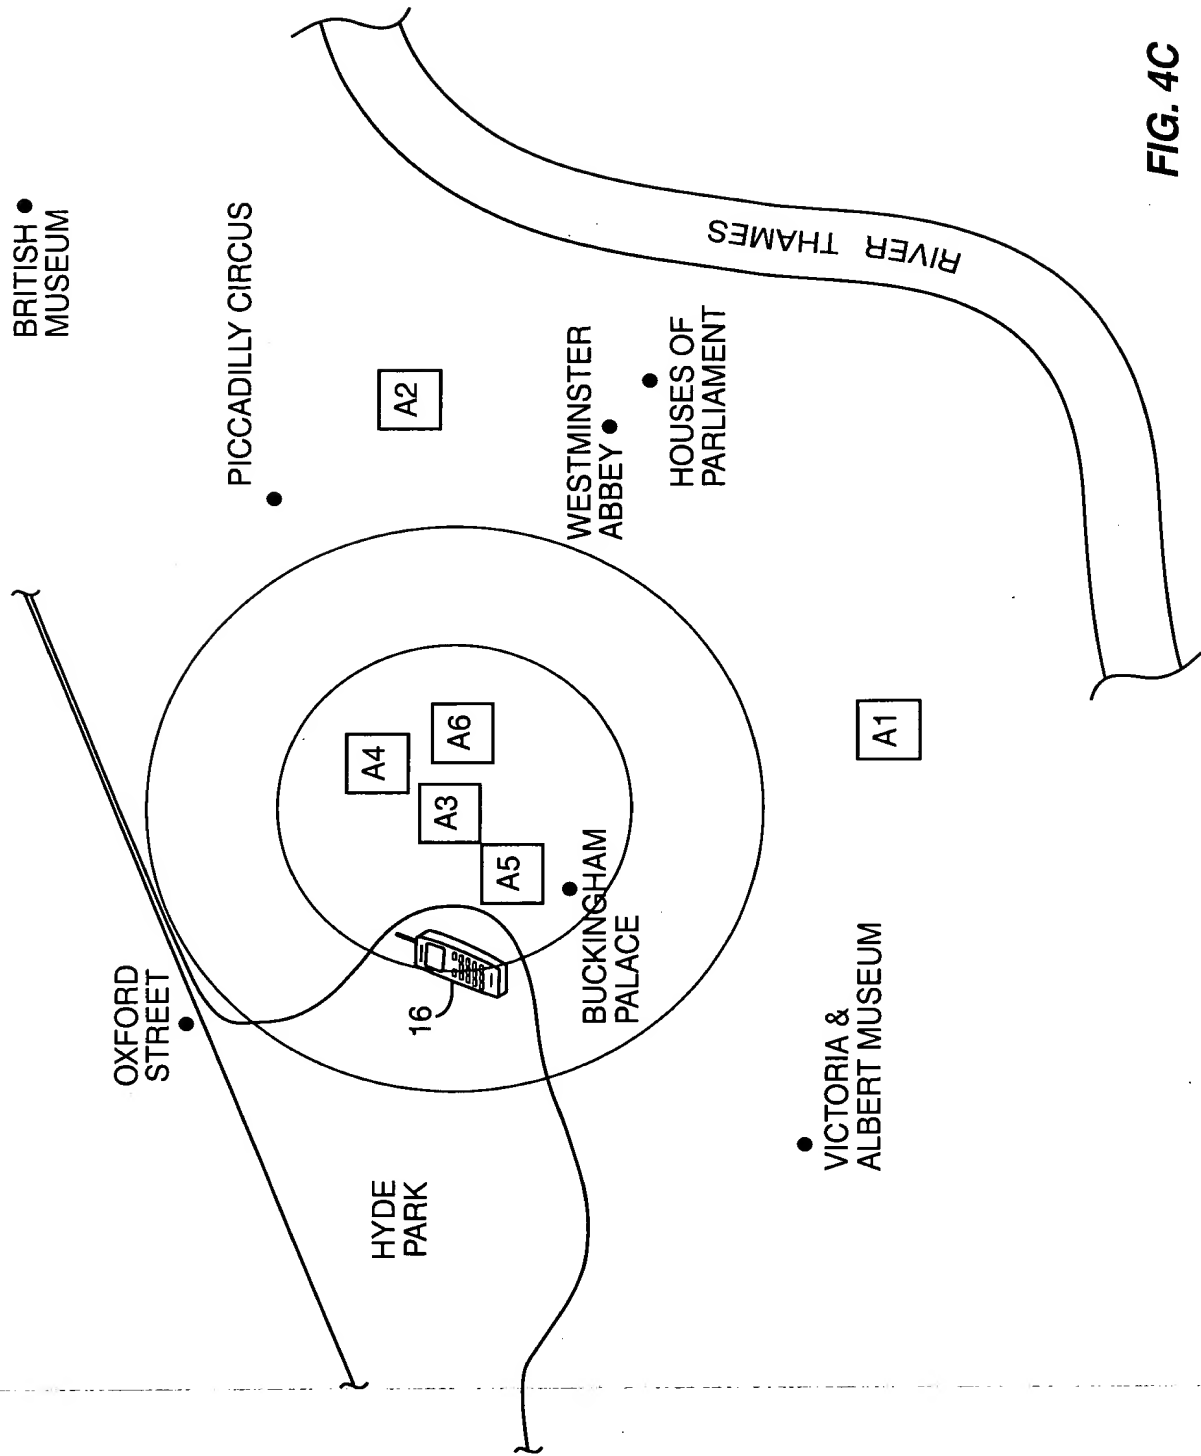 BRITISH
MUSEUM
PICCADILLY CIRCUS
OXFORD
STREET
A2
A4
HYDE
PARK
16
A3
A6
A5
WESTMINSTER
ABBEY
BUCKINGHAM
PALACE
HOUSES OF
PARLIAMENT
RIVER THAMES
VICTORIA &
ALBERT MUSEUM
A1
FIG. 4C